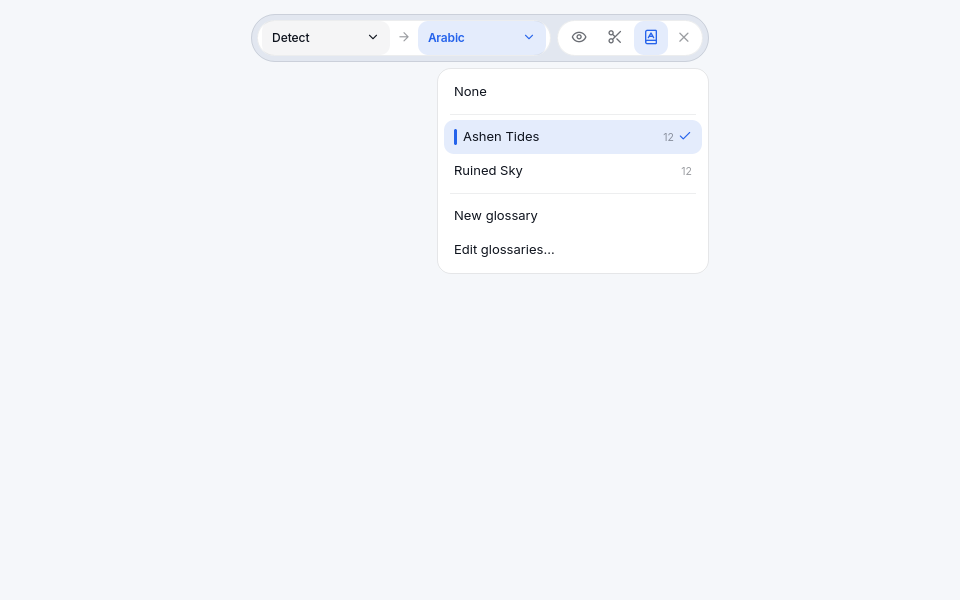 Detect
Arabic
None
Ashen Tides 12
Ruined Sky 12
New glossary
Edit glossaries...